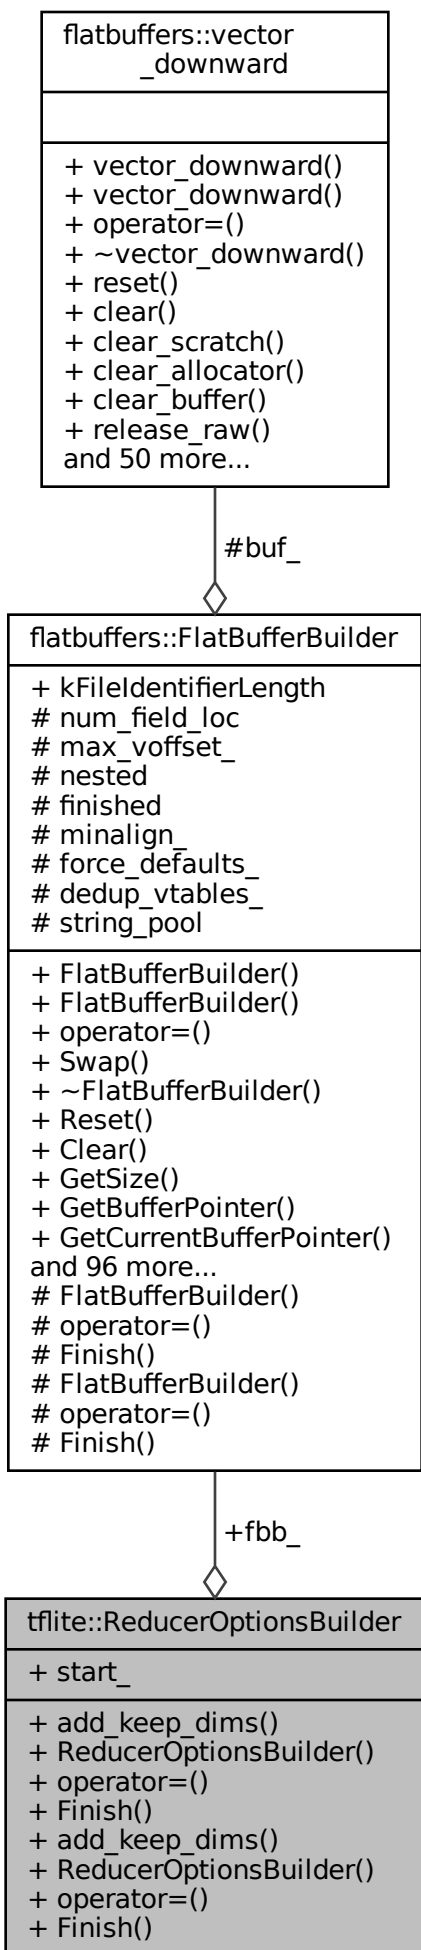 flatbuffers::vector
_downward
+ vector_downward()
+ vector_downward()
+ operator=()
+ ~vector_downward()
+ reset()
+ clear()
+ clear_scratch()
+ clear_allocator()
+ clear_buffer()
+ release_raw()
and 50 more...
#buf_
flatbuffers::FlatBufferBuilder
+ kFileIdentifierLength
# num_field_loc
# max_voffset_
# nested
# finished
# minalign_
# force_defaults_
# dedup_vtables_
# string_pool
+ FlatBufferBuilder()
+ FlatBufferBuilder()
+ operator=()
+ Swap()
+ ~FlatBufferBuilder()
+ Reset()
+ Clear()
+ GetSize()
+ GetBufferPointer()
+ GetCurrentBufferPointer()
and 96 more...
# FlatBufferBuilder()
# operator=()
# Finish()
# FlatBufferBuilder()
# operator=()
# Finish()
+fbb_
tflite::ReducerOptionsBuilder
+ start_
+ add_keep_dims()
+ ReducerOptionsBuilder()
+ operator=()
+ Finish()
+ add_keep_dims()
+ ReducerOptionsBuilder()
+ operator=()
+ Finish()